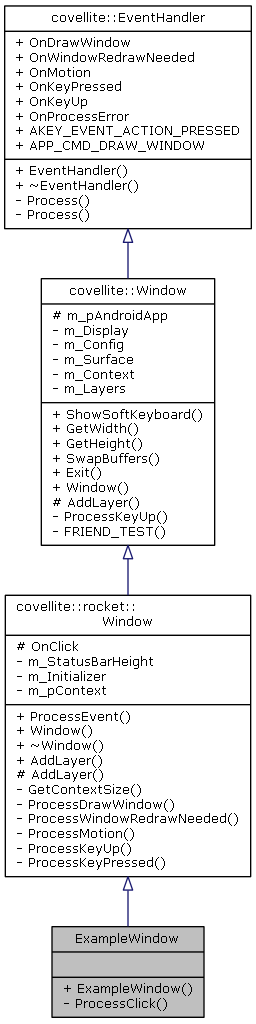 covellite::EventHandler
+ OnDrawWindow
+ OnWindowRedrawNeeded
+ OnMotion
+ OnKeyPressed
+ OnKeyUp
+ OnProcessError
+ AKEY_EVENT_ACTION_PRESSED
+ APP_CMD_DRAW_WINDOW
+ EventHandler()
+ ~EventHandler()
- Process()
- Process()
covellite::Window
# m_pAndroidApp
- m_Display
- m_Config
- m_Surface
- m_Context
- m_Layers
+ ShowSoftKeyboard()
+ GetWidth()
+ GetHeight()
+ SwapBuffers()
+ Exit()
+ Window()
# AddLayer()
- ProcessKeyUp()
- FRIEND_TEST()
covellite::rocket::
Window
# OnClick
- m_StatusBarHeight
- m_Initializer
- m_pContext
+ ProcessEvent()
+ Window()
+ ~Window()
+ AddLayer()
# AddLayer()
- GetContextSize()
- ProcessDrawWindow()
- ProcessWindowRedrawNeeded()
- ProcessMotion()
- ProcessKeyUp()
- ProcessKeyPressed()
ExampleWindow
+ ExampleWindow()
- ProcessClick()